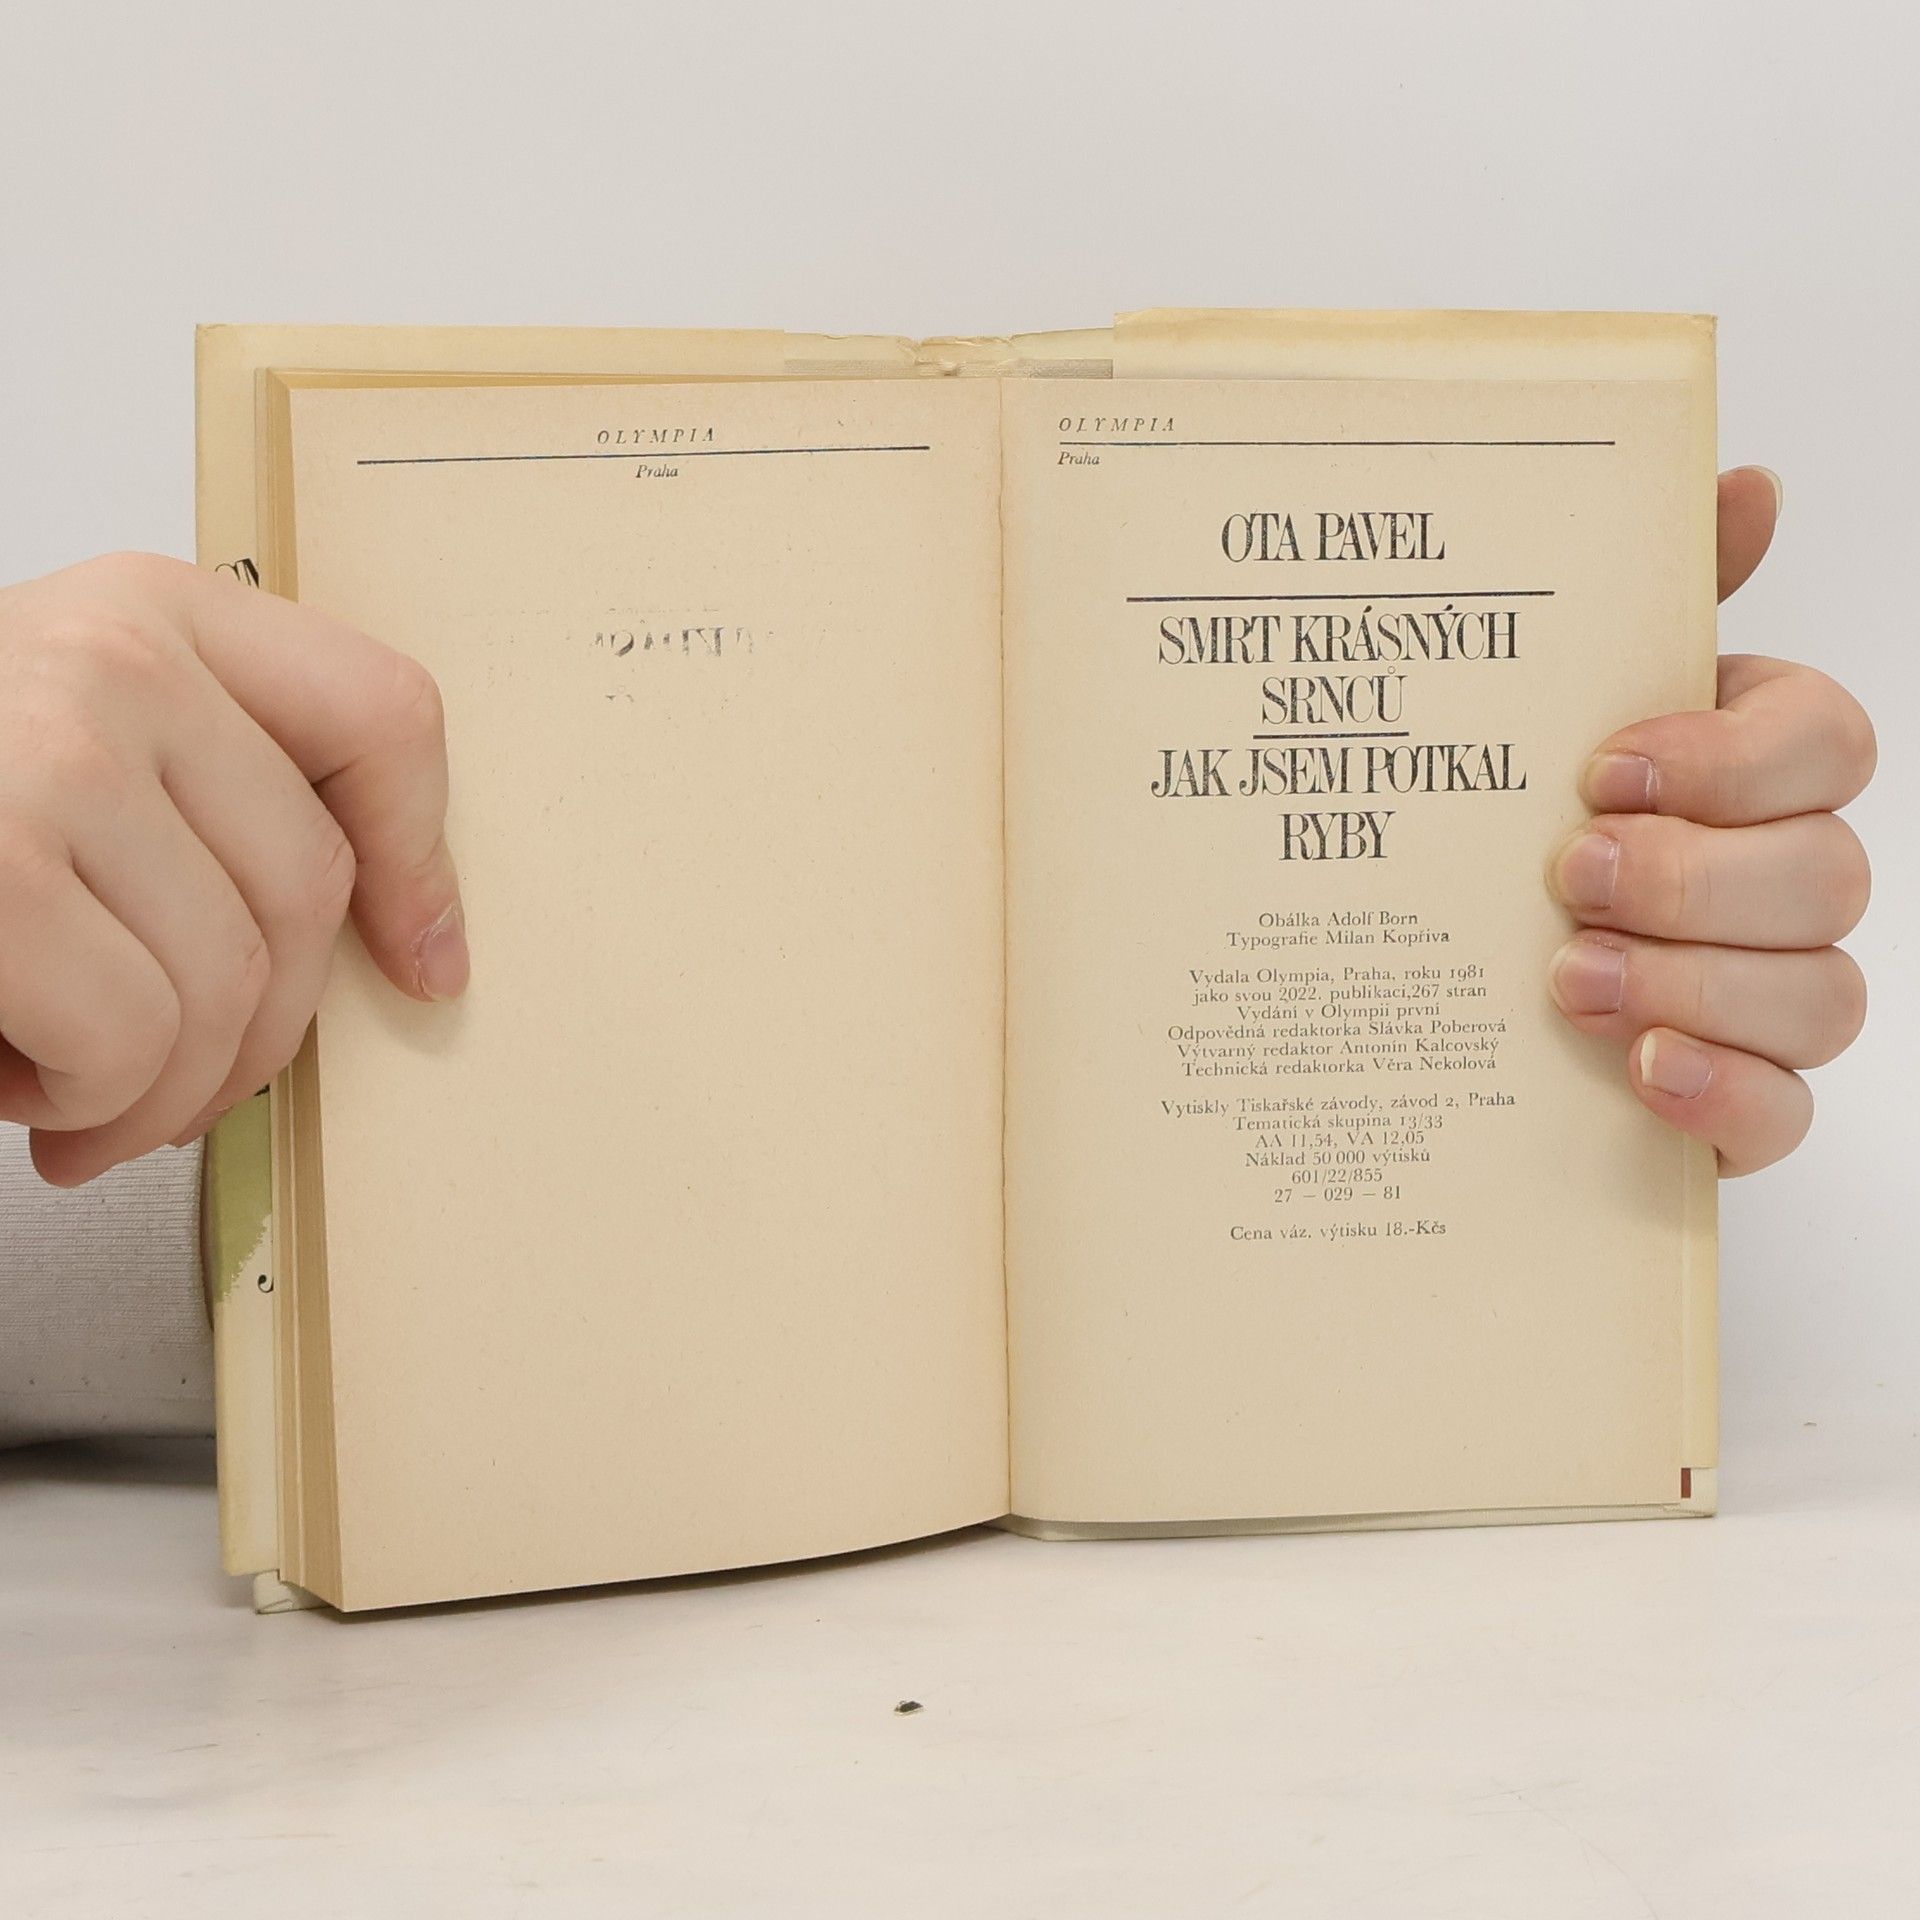 OLYMPIA
Praha
OLYMPIA
Praha
OTA PAVEL
SMRT KRÁSNÝCH
SRNCŮ
JAK JSEM POTKAL
RYBY
Obálka Adolf Born
Typografie Milan Kopřiva
Vydala Olympia, Praha, roku 1981
jako svou 2022. publikaci,267 stran
Vydání v Olympii první
Odpovědná redaktorka Slávka Poberová
Výtvarný redaktor Antonín Kalcovský
Technická redaktorka Věra Nekolová
Vytiskly Tiskařské závody, závod 2, Praha
Tematická skupina 13/33
AA 11,54, VA 12,05
Náklad 50 000 výtisků
601/22/855
27 – 029 – 81
Cena váz. výtisku 18.-Kčs